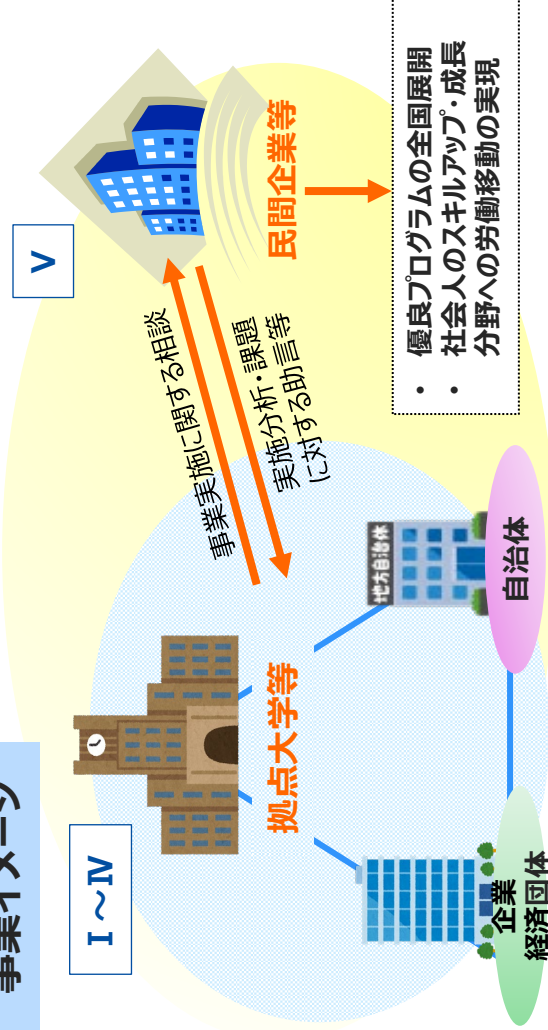 事業イメージ
Ⅰ～Ⅳ
Ⅴ
拠点大学等
事業実施に関する相談
実施分析・課題
に対する助言等
民間企業等
地方自治体
自治体
企業
経済団体
・ 優良プログラムの全国展開
・ 社会人のスキルアップ・成長
分野への労働移動の実現